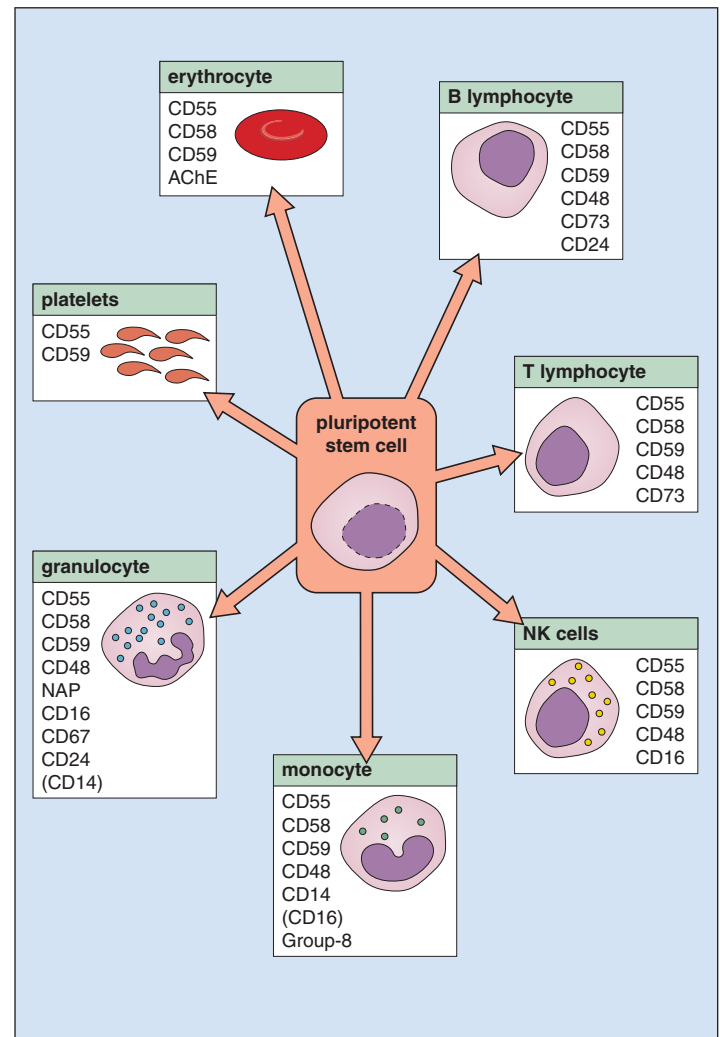 erythrocyte
CD55
CD58
CD59
AChE
B lymphocyte
CD55
CD58
CD59
CD48
CD73
CD24
platelets
CD55
CD59
T lymphocyte
CD55
CD58
CD59
CD48
CD73
pluripotent
stem cell
granulocyte
CD55
CD58
CD59
CD48
NAP
CD16
CD67
CD24
(CD14)
NK cells
CD55
CD58
CD59
CD48
CD16
monocyte
CD55
CD58
CD59
CD48
CD14
(CD16)
Group-8